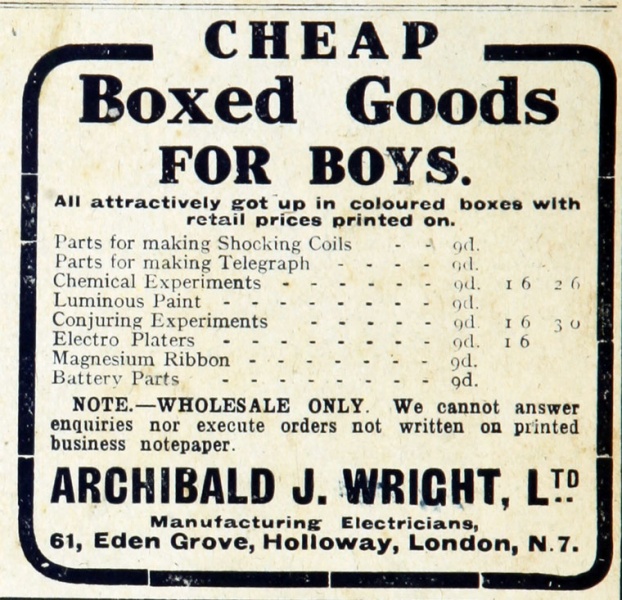 CHEAP
Boxed Goods
FOR BOYS.
All attractively got up in coloured boxes with
retail prices printed on.
Parts for making Shocking Coils - - 9d.
Parts for making Telegraph - - - - 9d.
Chemical Experiments - - - - - - 9d. 1 6 2 6
Luminous Paint - - - - - - - - 9d.
Conjuring Experiments - - - - - - 9d. 1 6 3 0
Electro Platers - - - - - - - - 9d. 1 6
Magnesium Ribbon - - - - - - - 9d.
Battery Parts - - - - - - - - 9d.
NOTE.—WHOLESALE ONLY. We cannot answer
enquiries nor execute orders not written on printed
business notepaper.
ARCHIBALD J. WRIGHT, LTD
Manufacturing Electricians,
61, Eden Grove, Holloway, London, N.7.